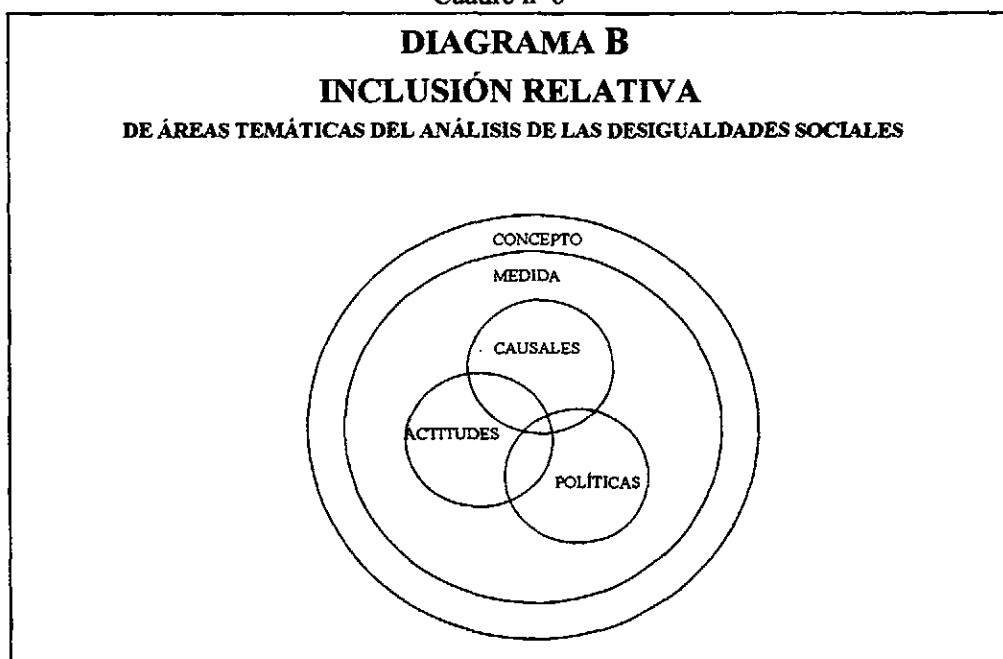 DIAGRAMA B
INCLUSIÓN RELATIVA
DE ÁREAS TEMÁTICAS DEL ANÁLISIS DE LAS DESIGUALDADES SOCIALES
CONCEPTO
MEDIDA
CAUSALES
ACTITUDES
POLÍTICAS